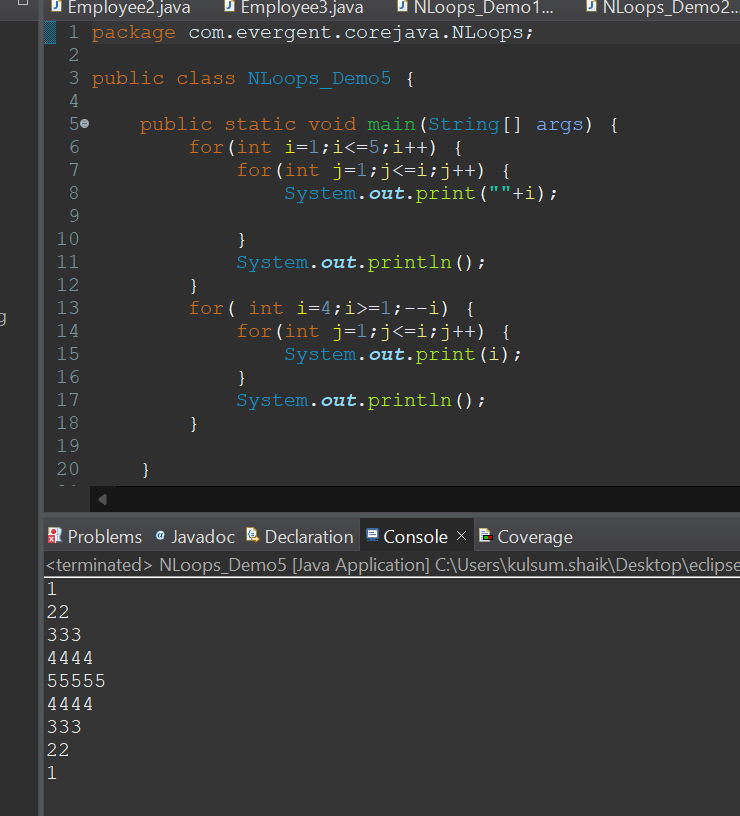 Employee2.java Employee3.java NLoops_Demo1... NLoops_Demo2...
1 package com.evergent.corejava.NLoops;
2
3 public class NLoops_Demo5 {
4
5 public static void main(String[] args) {
6 for(int i=1;i<=5;i++) {
7 for(int j=1;j<=i;j++) {
8 System.out.print(""+i);
9
10 }
11 System.out.println();
12 }
13 for( int i=4;i>=1;--i) {
14 for(int j=1;j<=i;j++) {
15 System.out.print(i);
16 }
17 System.out.println();
18 }
19
20 }
Problems @ Javadoc Declaration Console × Coverage
<terminated> NLoops_Demo5 [Java Application] C:\Users\kulsum.shaik\Desktop\eclipse
1
22
333
4444
55555
4444
333
22
1